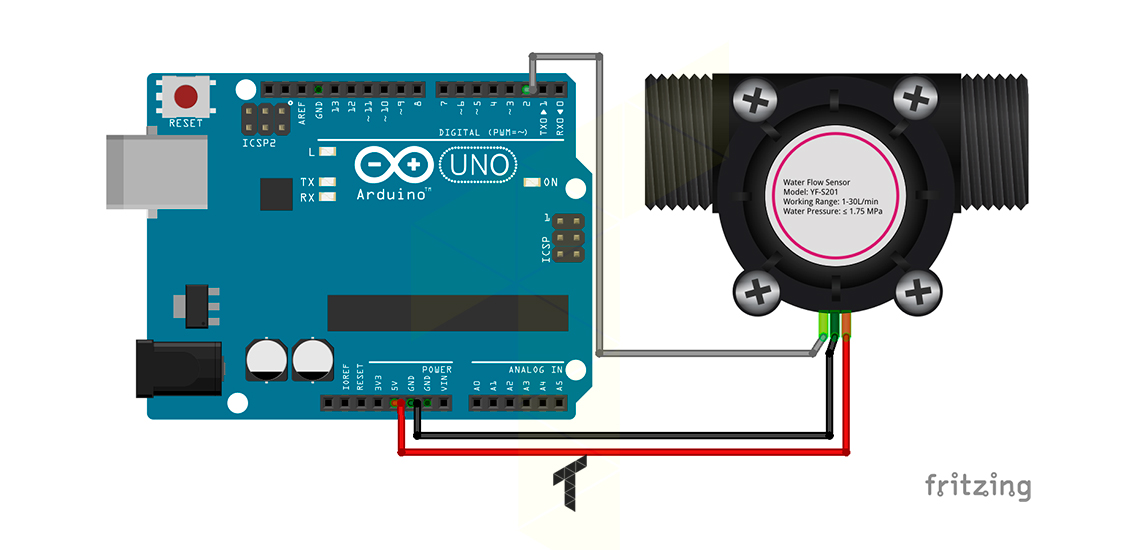 RESET
ICSP2
AREF
GND
13
12
~11
~10
~9
8
7
~6
~5
4
~3
2
TX0▶1
RX0◀0
DIGITAL (PWM=~)
L
TX
RX
UNO
Arduino™
ON
1
ICSP
IOREF
RESET
3V3
5V
GND
GND
VIN
POWER
ANALOG IN
A0
A1
A2
A3
A4
A5
Water Flow Sensor
Model: YF-S201
Working Range: 1-30L/min
Water Pressure: ≤ 1.75 MPa
fritzing